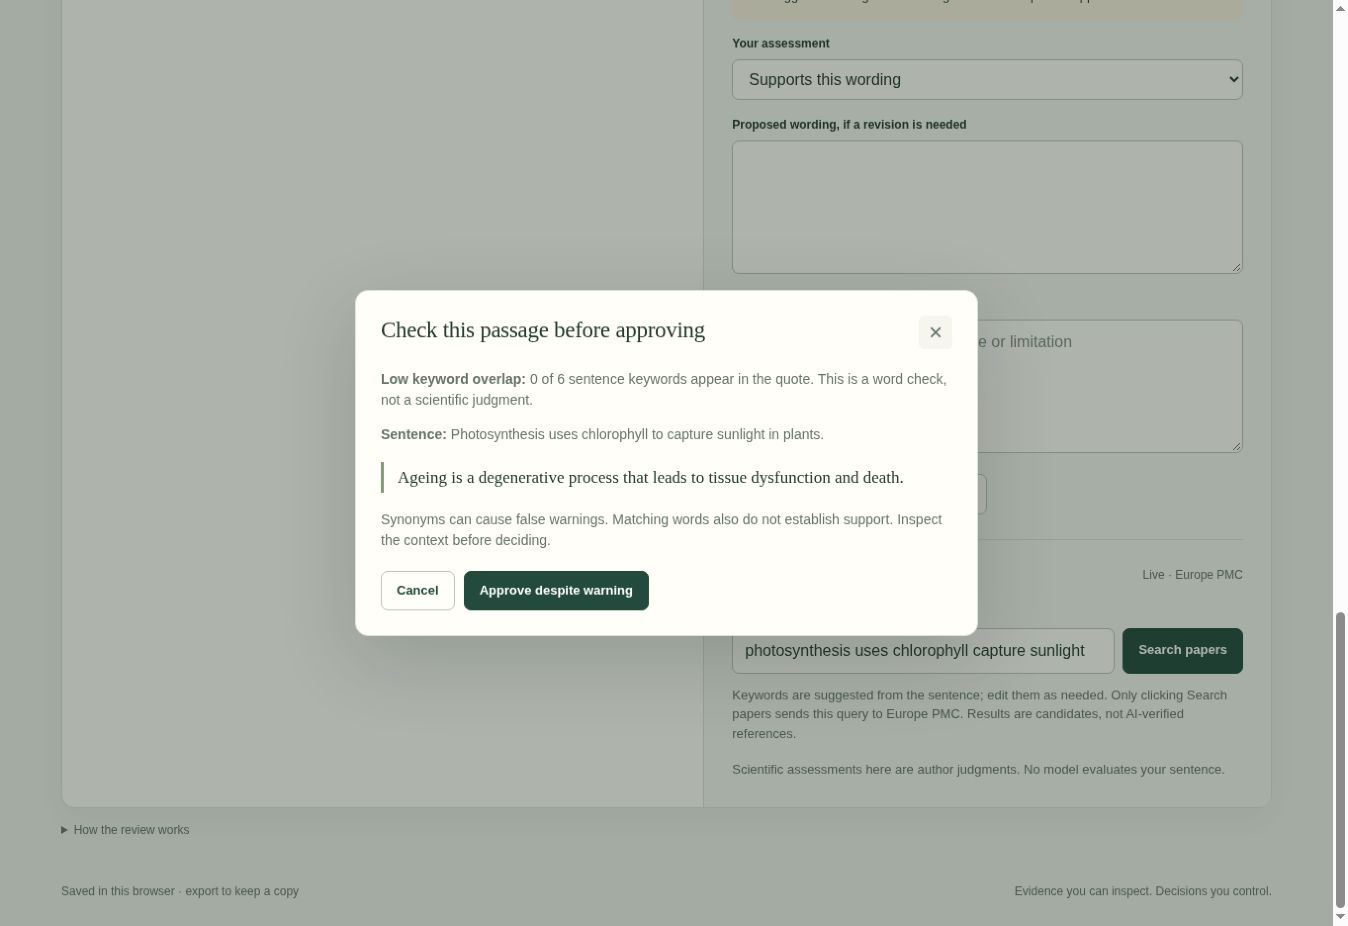 Your assessment
Supports this wording
Proposed wording, if a revision is needed
Check this passage before approving
Low keyword overlap: 0 of 6 sentence keywords appear in the quote. This is a word check,
not a scientific judgment.
Sentence: Photosynthesis uses chlorophyll to capture sunlight in plants.
Ageing is a degenerative process that leads to tissue dysfunction and death.
Synonyms can cause false warnings. Matching words also do not establish support. Inspect
the context before deciding.
Cancel
Approve despite warning
or limitation
Live · Europe PMC
photosynthesis uses chlorophyll capture sunlight
Search papers
Keywords are suggested from the sentence; edit them as needed. Only clicking Search
papers sends this query to Europe PMC. Results are candidates, not AI-verified
references.
Scientific assessments here are author judgments. No model evaluates your sentence.
How the review works
Saved in this browser · export to keep a copy
Evidence you can inspect. Decisions you control.